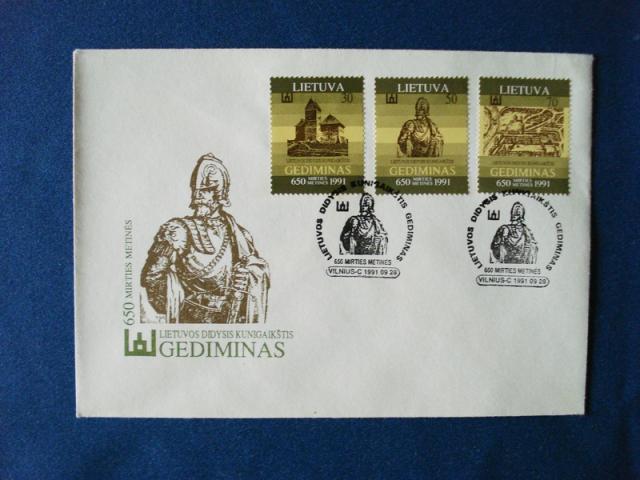 LIETUVA
30
LIETUVOS DIDYSIS KUNIGAIKŠTIS
GEDIMINAS
650 MIRTIES METINĖS 1991
LIETUVA
50
LIETUVOS DIDYSIS KUNIGAIKŠTIS
GEDIMINAS
650 MIRTIES METINĖS 1991
LIETUVA
70
LIETUVOS DIDYSIS KUNIGAIKŠTIS
GEDIMINAS
650 MIRTIES METINĖS 1991
LIETUVOS DIDYSIS KUNIGAIKŠTIS GEDIMINAS
650 MIRTIES METINĖS
VILNIUS-C 1991 09 28
LIETUVOS DIDYSIS KUNIGAIKŠTIS GEDIMINAS
650 MIRTIES METINĖS
VILNIUS-C 1991 09 28
650 MIRTIES METINĖS
LIETUVOS DIDYSIS KUNIGAIKŠTIS
GEDIMINAS